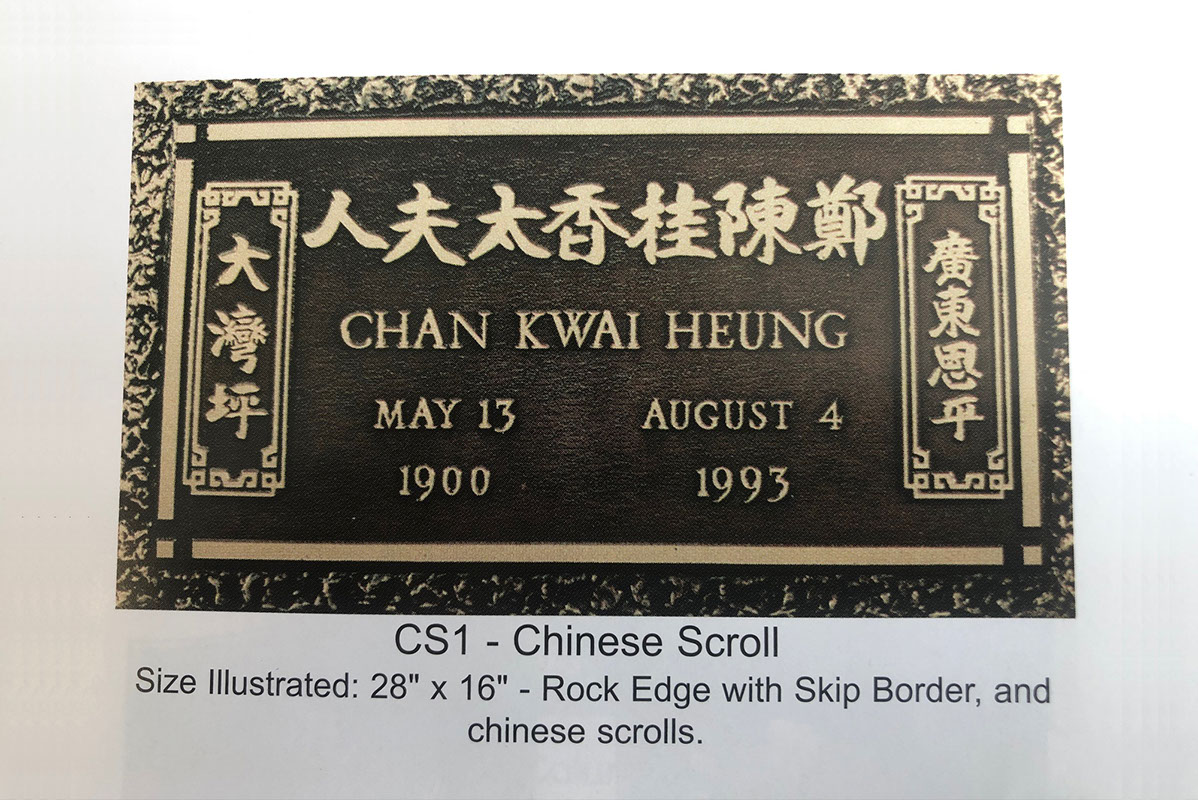 鄭陳桂香太夫人
廣東恩平
大灣坪
CHAN KWAI HEUNG
MAY 13
AUGUST 4
1900
1993
CS1 - Chinese Scroll
Size Illustrated: 28" x 16" - Rock Edge with Skip Border, and
chinese scrolls.